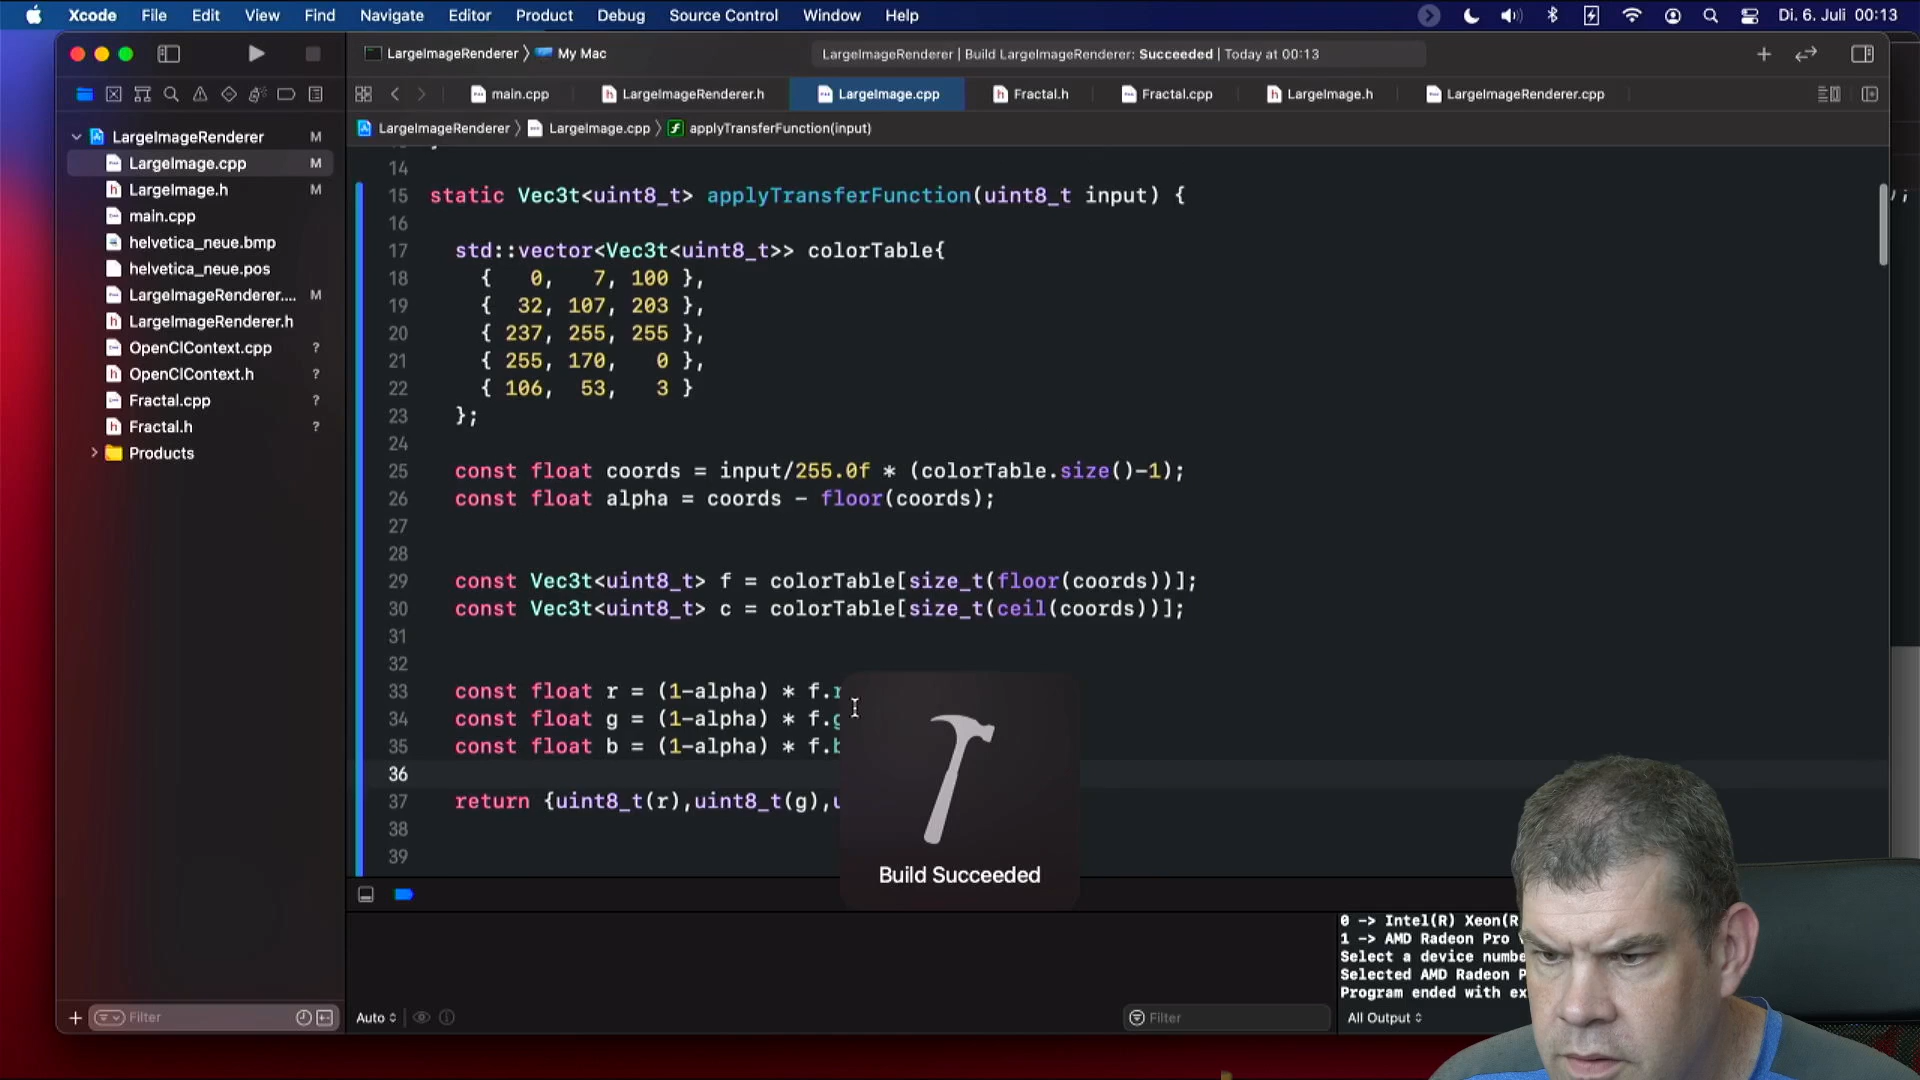 Xcode File Edit View Find Navigate Editor Product Debug Source Control Window Help Di. 6. Juli 00:13
LargeImageRenderer My Mac LargeImageRenderer | Build LargeImageRenderer: Succeeded | Today at 00:13
main.cpp LargeImageRenderer.h LargeImage.cpp Fractal.h Fractal.cpp LargeImage.h LargeImageRenderer.cpp
LargeImageRenderer LargeImage.cpp applyTransferFunction(input)
LargeImageRenderer M
LargeImage.cpp M
LargeImage.h M
main.cpp
helvetica_neue.bmp
helvetica_neue.pos
LargeImageRenderer.... M
LargeImageRenderer.h
OpenClContext.cpp ?
OpenClContext.h ?
Fractal.cpp ?
Fractal.h ?
Products
14
15 static Vec3t<uint8_t> applyTransferFunction(uint8_t input) {
16
17 std::vector<Vec3t<uint8_t>> colorTable{
18 { 0, 7, 100 },
19 { 32, 107, 203 },
20 { 237, 255, 255 },
21 { 255, 170, 0 },
22 { 106, 53, 3 }
23 };
24
25 const float coords = input/255.0f * (colorTable.size()-1);
26 const float alpha = coords - floor(coords);
27
28
29 const Vec3t<uint8_t> f = colorTable[size_t(floor(coords))];
30 const Vec3t<uint8_t> c = colorTable[size_t(ceil(coords))];
31
32
33 const float r = (1-alpha) * f.r
34 const float g = (1-alpha) * f.g
35 const float b = (1-alpha) * f.b
36
37 return {uint8_t(r),uint8_t(g),u
38
39
Build Succeeded
0 -> Intel(R) Xeon(R
1 -> AMD Radeon Pro
Select a device numbe
Selected AMD Radeon P
Program ended with ex
Filter
Auto
Filter
All Output